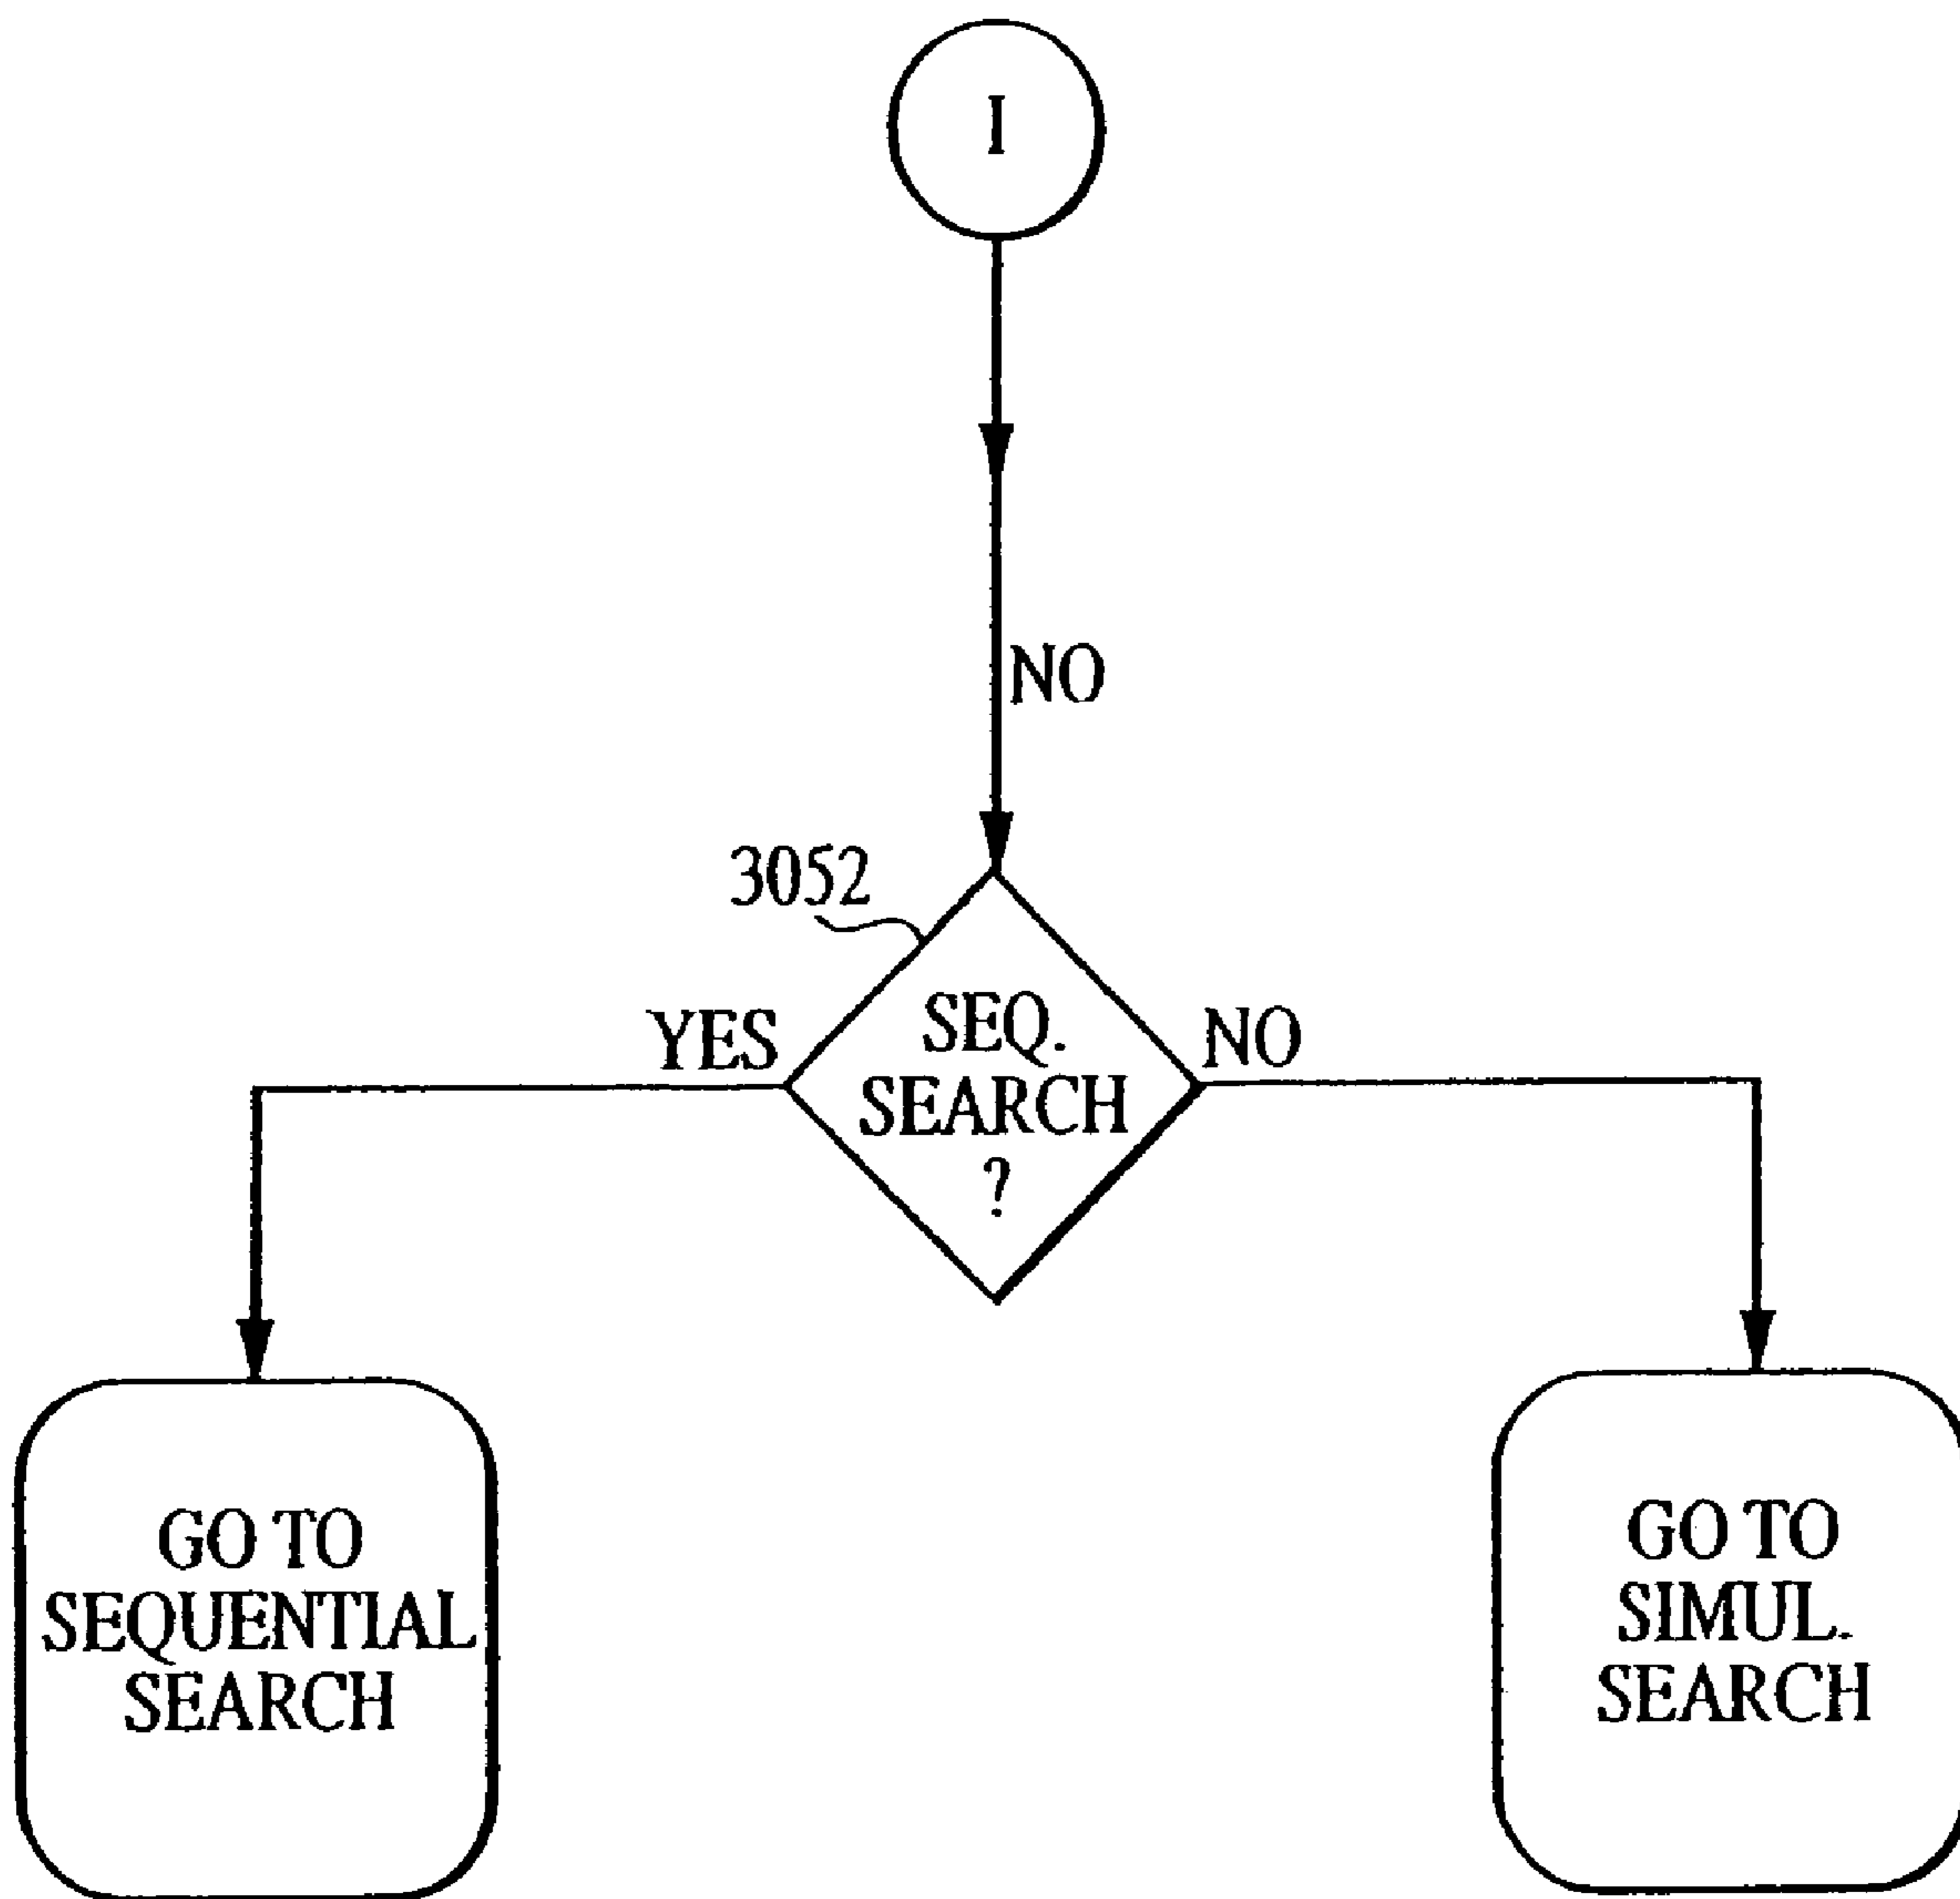 I
NO
3052
YES
NO
SEQ.
SEARCH
?
GO TO
SEQUENTIAL
SEARCH
GO TO
SIMUL.
SEARCH